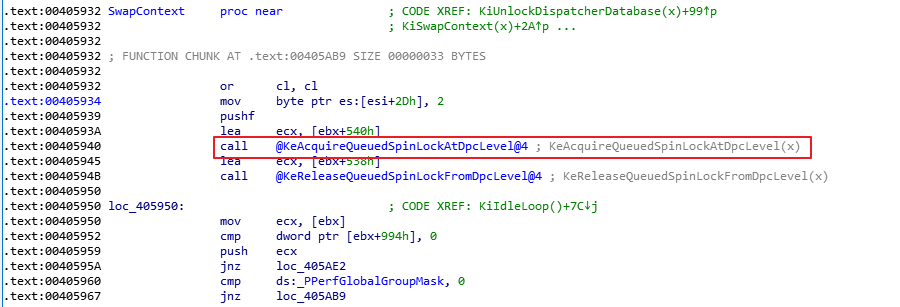 .text:00405932 SwapContext     proc near               ; CODE XREF: KiUnlockDispatcherDatabase(x)+99↑p
.text:00405932                                         ; KiSwapContext(x)+2A↑p ...
.text:00405932
.text:00405932 ; FUNCTION CHUNK AT .text:00405AB9 SIZE 00000033 BYTES
.text:00405932
.text:00405932                 or      cl, cl
.text:00405934                 mov     byte ptr es:[esi+2Dh], 2
.text:00405939                 pushf
.text:0040593A                 lea     ecx, [ebx+540h]
.text:00405940                 call    @KeAcquireQueuedSpinLockAtDpcLevel@4 ; KeAcquireQueuedSpinLockAtDpcLevel(x)
.text:00405945                 lea     ecx, [ebx+538h]
.text:0040594B                 call    @KeReleaseQueuedSpinLockFromDpcLevel@4 ; KeReleaseQueuedSpinLockFromDpcLevel(x)
.text:00405950
.text:00405950 loc_405950:                             ; CODE XREF: KiIdleLoop()+7C↓j
.text:00405950                 mov     ecx, [ebx]
.text:00405952                 cmp     dword ptr [ebx+994h], 0
.text:00405959                 push    ecx
.text:0040595A                 jnz     loc_405AE2
.text:00405960                 cmp     ds:_PPerfGlobalGroupMask, 0
.text:00405967                 jnz     loc_405AB9